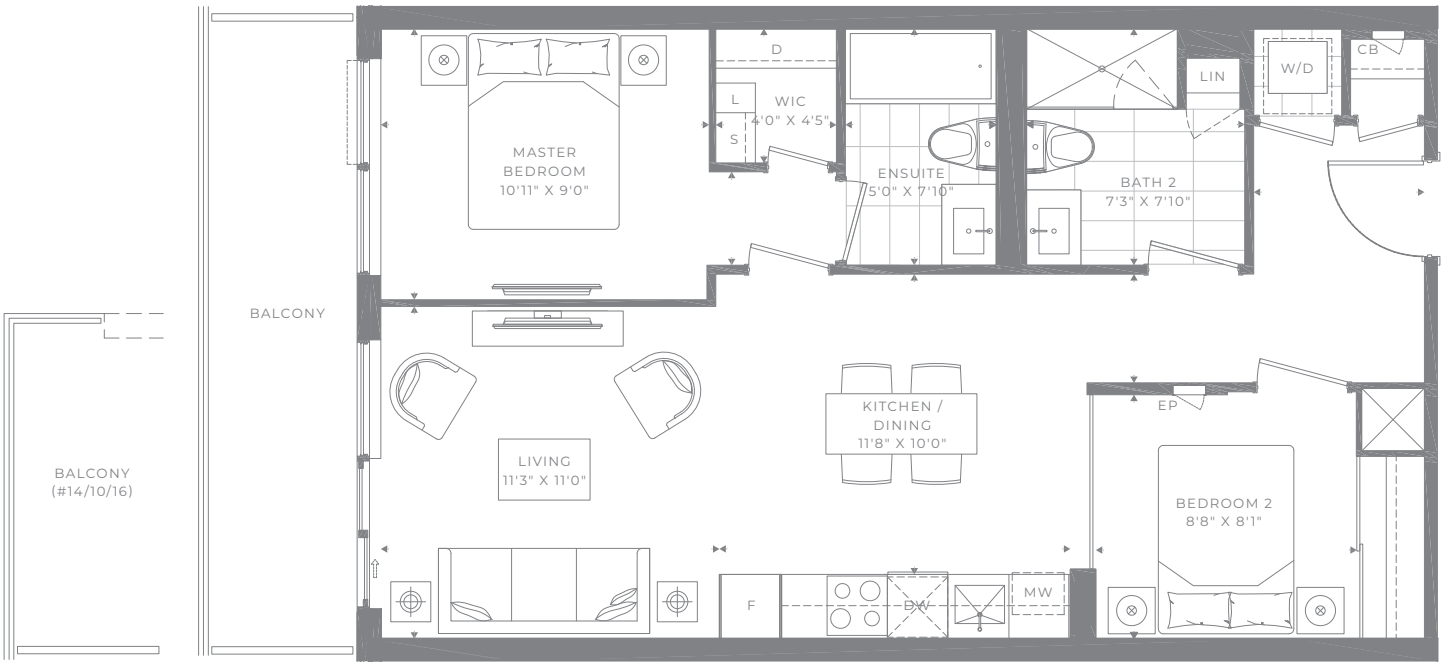 D
L
WIC
4'0" X 4'5"
S
MASTER
BEDROOM
10'11" X 9'0"
ENSUITE
5'0" X 7'10"
BATH 2
7'3" X 7'10"
LIN
W/D
CB
BALCONY
BALCONY
(#14/10/16)
LIVING
11'3" X 11'0"
KITCHEN /
DINING
11'8" X 10'0"
EP
BEDROOM 2
8'8" X 8'1"
F
DW
MW